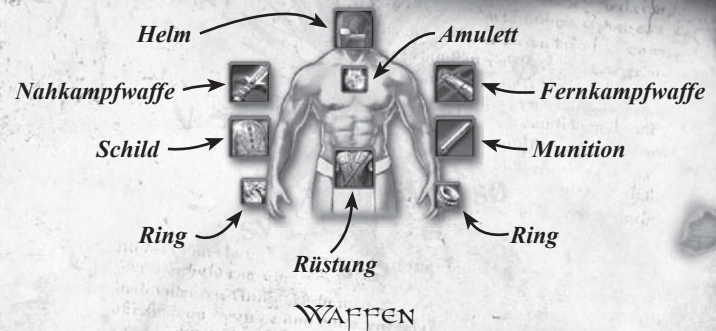 Helm
Amulett
Nahkampfwaffe
Fernkampfwaffe
Schild
Munition
Ring
Ring
Rüstung
WAFFEN